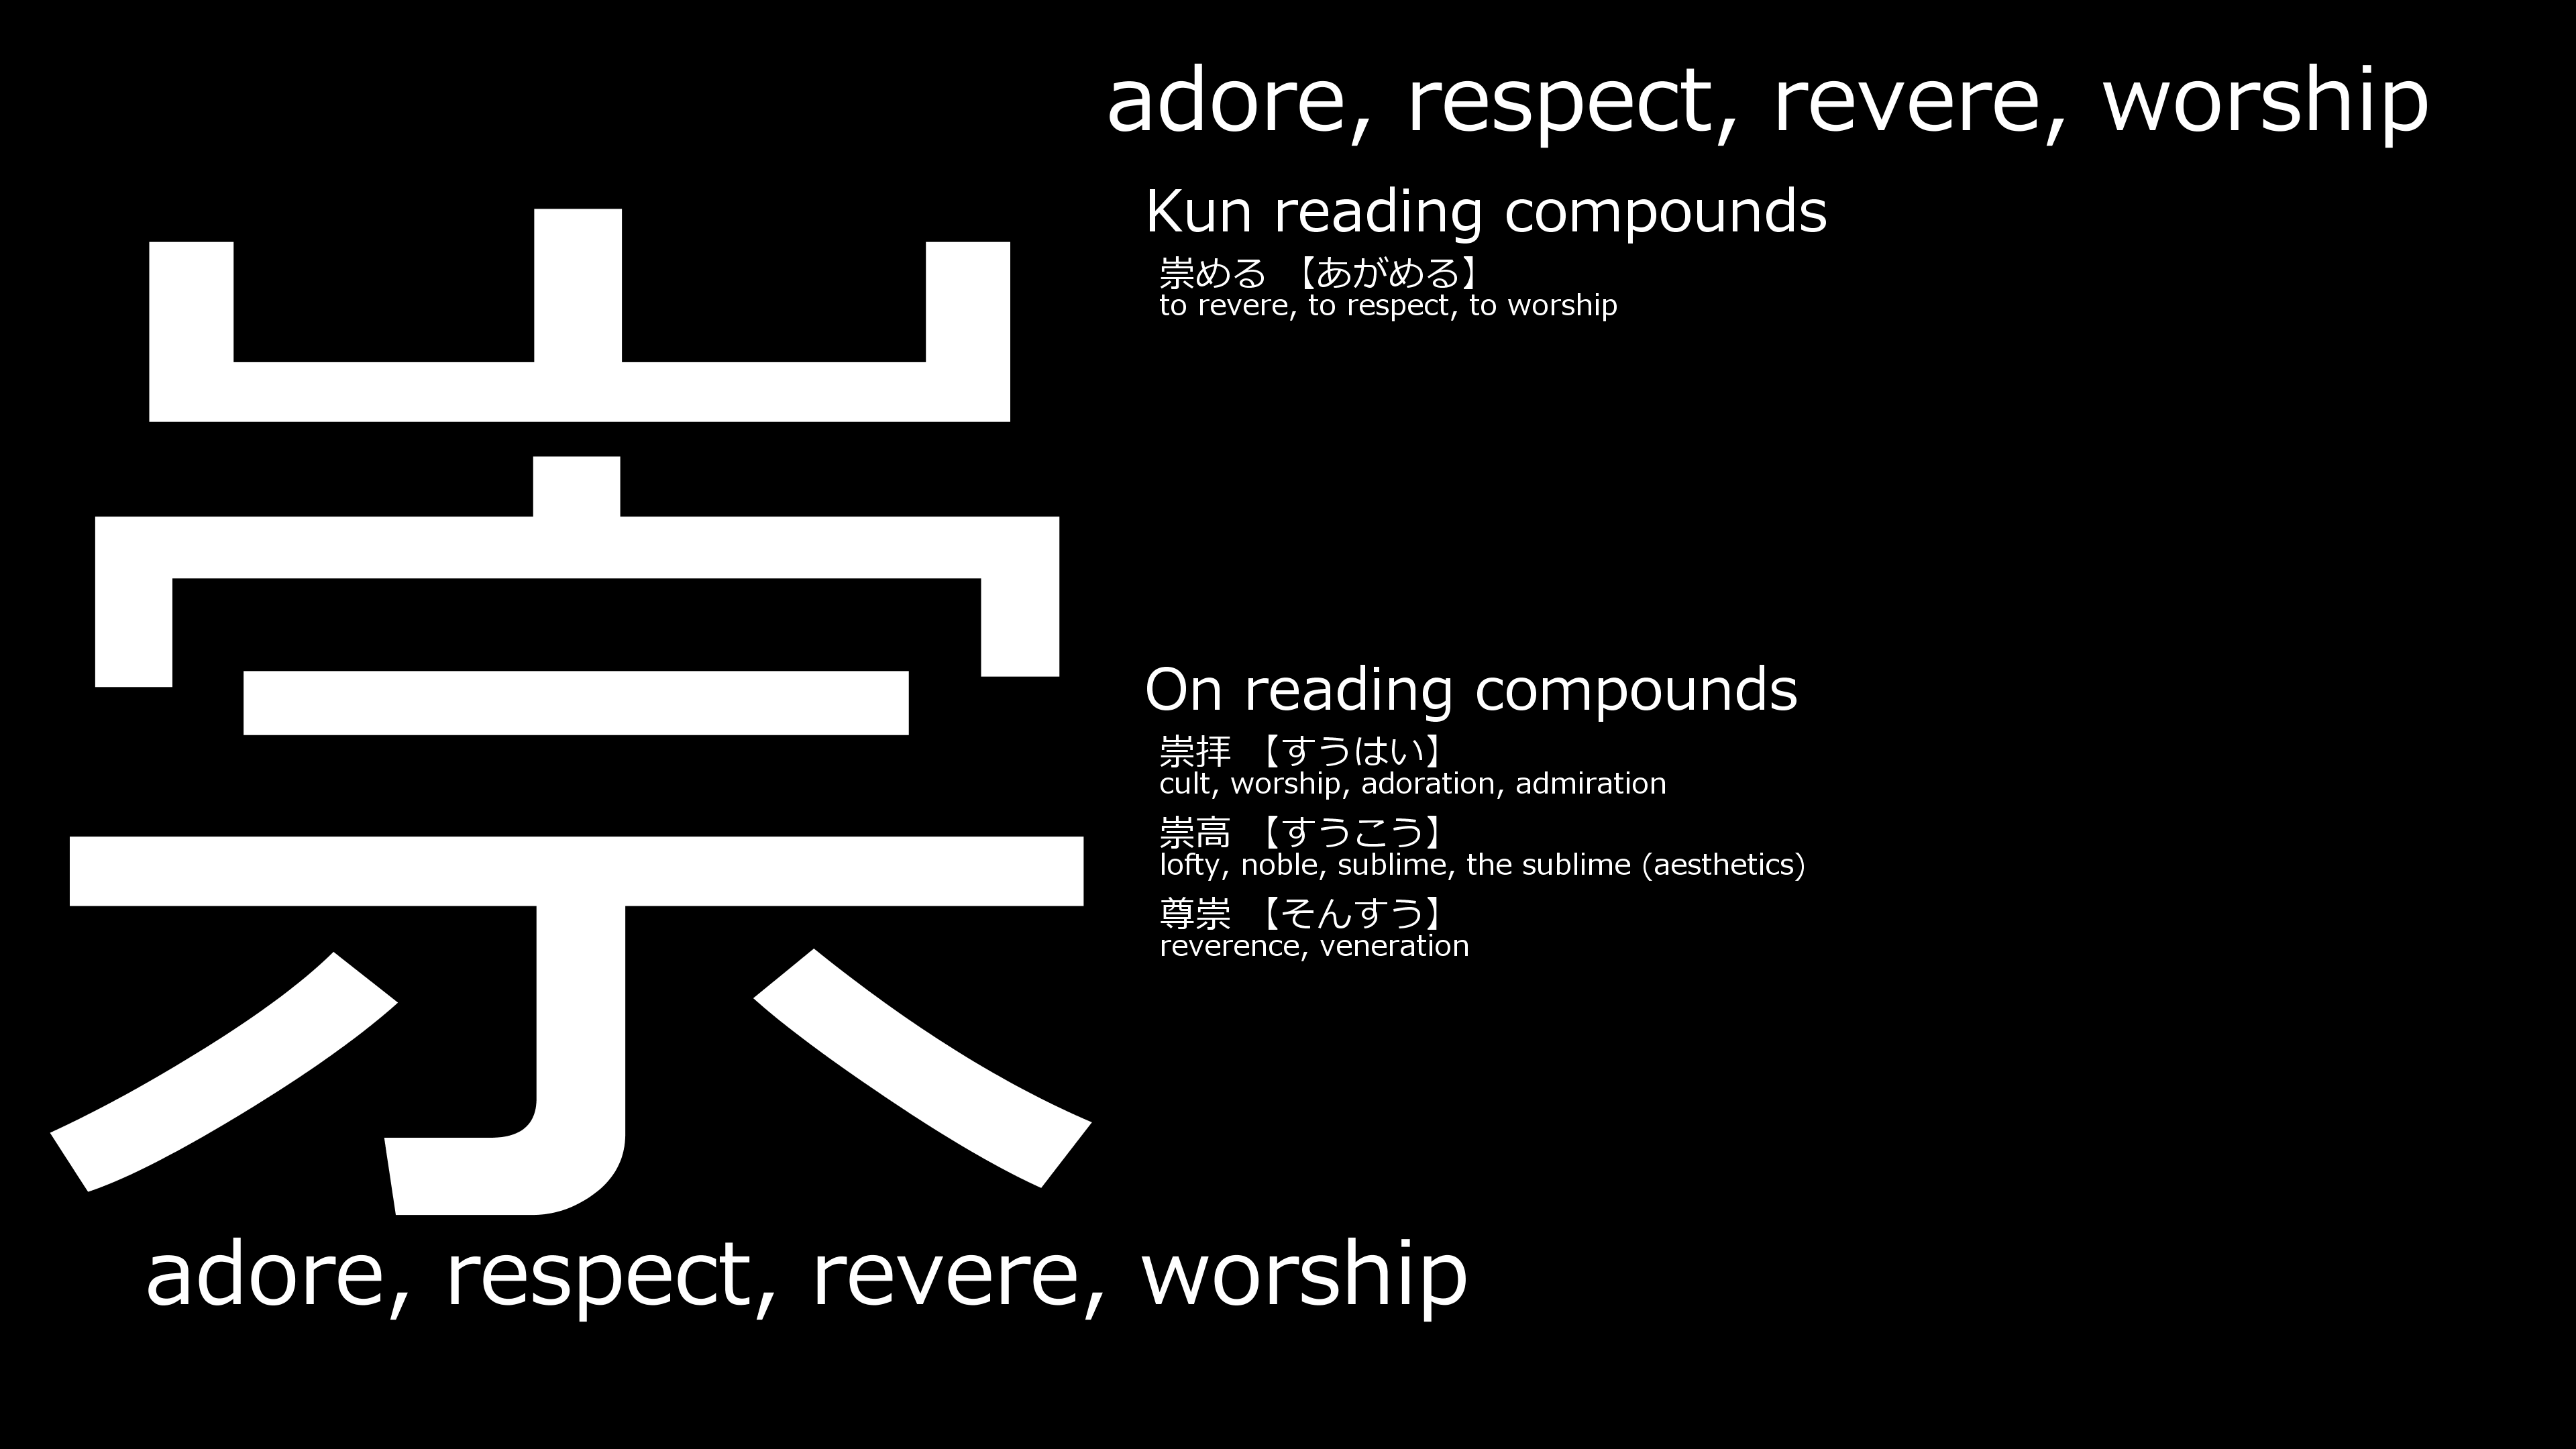 崇
adore, respect, revere, worship
adore, respect, revere, worship
Kun reading compounds
崇める 【あがめる】
to revere, to respect, to worship
On reading compounds
崇拝 【すうはい】
cult, worship, adoration, admiration
崇高 【すうこう】
lofty, noble, sublime, the sublime (aesthetics)
尊崇 【そんすう】
reverence, veneration